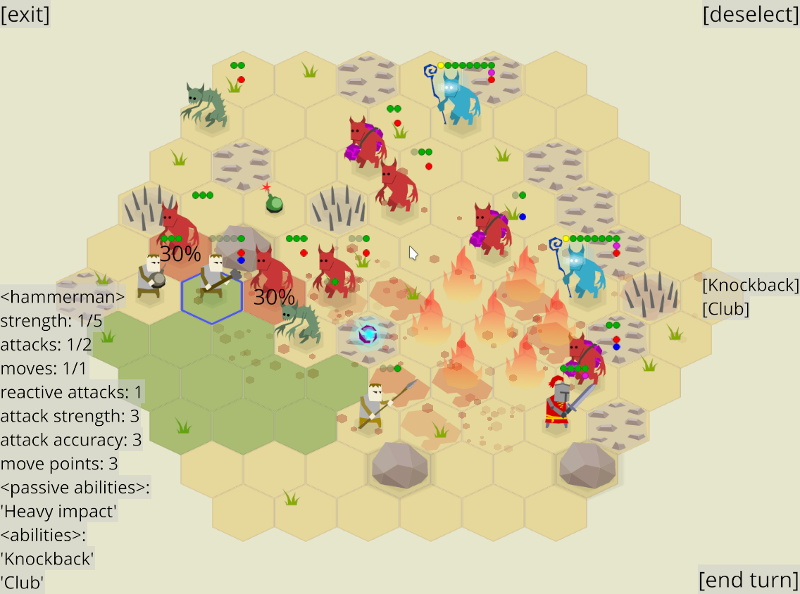 [exit]
[deselect]
30%
30%
[Knockback]
[Club]
<hammerman>
strength: 1/5
attacks: 1/2
moves: 1/1
reactive attacks: 1
attack strength: 3
attack accuracy: 3
move points: 3
<passive abilities>:
'Heavy impact'
<abilities>:
'Knockback'
'Club'
[end turn]